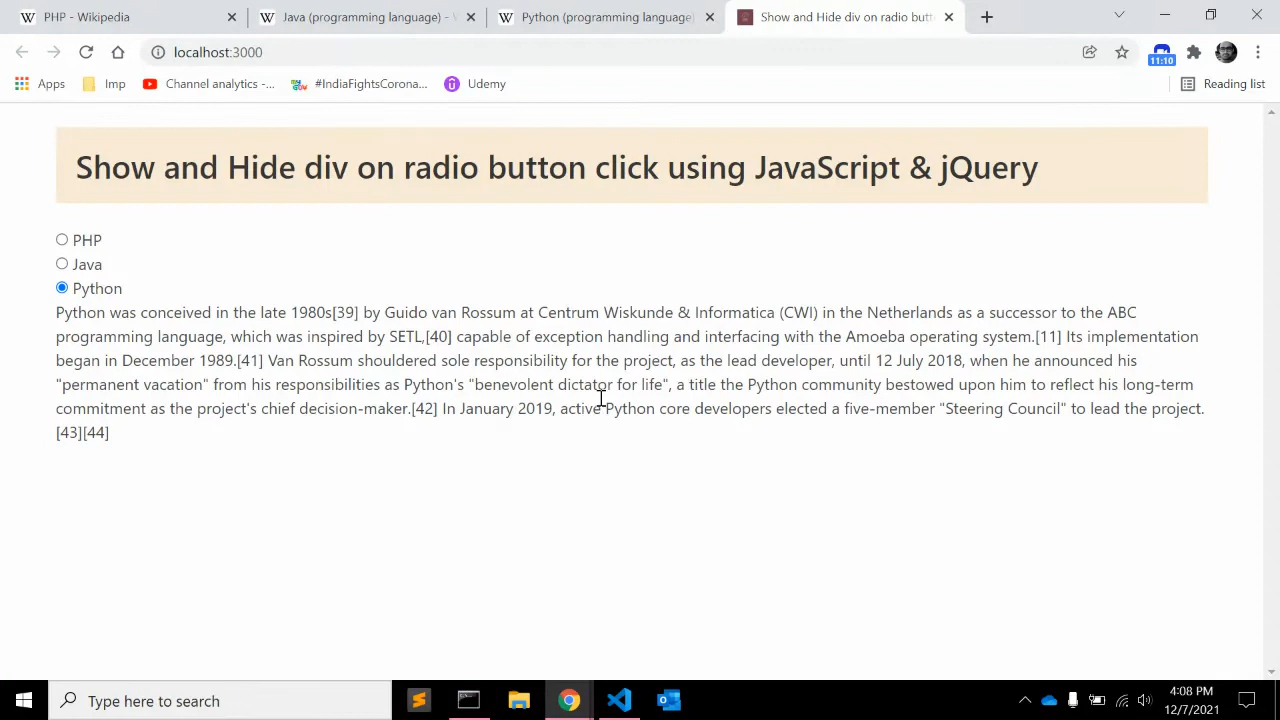 PHP - Wikipedia
Java (programming language) -
Python (programming language)
Show and Hide div on radio butt
localhost:3000
11:10
Apps
Imp
Channel analytics -...
#IndiaFightsCorona...
Udemy
Reading list
Show and Hide div on radio button click using JavaScript & jQuery
PHP
Java
Python
Python was conceived in the late 1980s[39] by Guido van Rossum at Centrum Wiskunde & Informatica (CWI) in the Netherlands as a successor to the ABC
programming language, which was inspired by SETL,[40] capable of exception handling and interfacing with the Amoeba operating system.[11] Its implementation
began in December 1989.[41] Van Rossum shouldered sole responsibility for the project, as the lead developer, until 12 July 2018, when he announced his
"permanent vacation" from his responsibilities as Python's "benevolent dictator for life", a title the Python community bestowed upon him to reflect his long-term
commitment as the project's chief decision-maker.[42] In January 2019, active Python core developers elected a five-member "Steering Council" to lead the project.
[43][44]
Type here to search
4:08 PM
12/7/2021